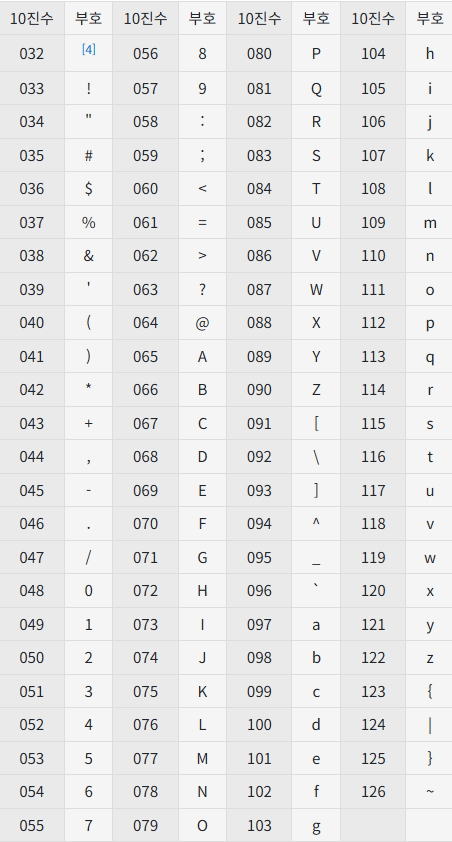 10진수 부호 10진수 부호 10진수 부호 10진수 부호
032 [4] 056 8 080 P 104 h
033 ! 057 9 081 Q 105 i
034 " 058 : 082 R 106 j
035 # 059 ; 083 S 107 k
036 $ 060 < 084 T 108 l
037 % 061 = 085 U 109 m
038 & 062 > 086 V 110 n
039 ' 063 ? 087 W 111 o
040 ( 064 @ 088 X 112 p
041 ) 065 A 089 Y 113 q
042 * 066 B 090 Z 114 r
043 + 067 C 091 [ 115 s
044 , 068 D 092 \ 116 t
045 - 069 E 093 ] 117 u
046 . 070 F 094 ^ 118 v
047 / 071 G 095 _ 119 w
048 0 072 H 096 ` 120 x
049 1 073 I 097 a 121 y
050 2 074 J 098 b 122 z
051 3 075 K 099 c 123 {
052 4 076 L 100 d 124 |
053 5 077 M 101 e 125 }
054 6 078 N 102 f 126 ~
055 7 079 O 103 g